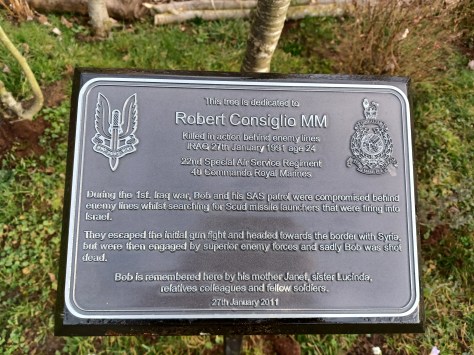 This tree is dedicated to
Robert Consiglio MM
Killed in action behind enemy lines
IRAQ 27th January 1991 age 24
22nd Special Air Service Regiment
40 Commando Royal Marines
During the 1st. Iraq war, Bob and his SAS patrol were compromised behind
enemy lines whilst searching for Scud missile launchers that were firing into
Israel.
They escaped the initial gun fight and headed towards the border with Syria,
but were then engaged by superior enemy forces and sadly Bob was shot
dead.
Bob is remembered here by his mother Janet, sister Lucinda,
relatives colleagues and fellow soldiers.
27th January 2011